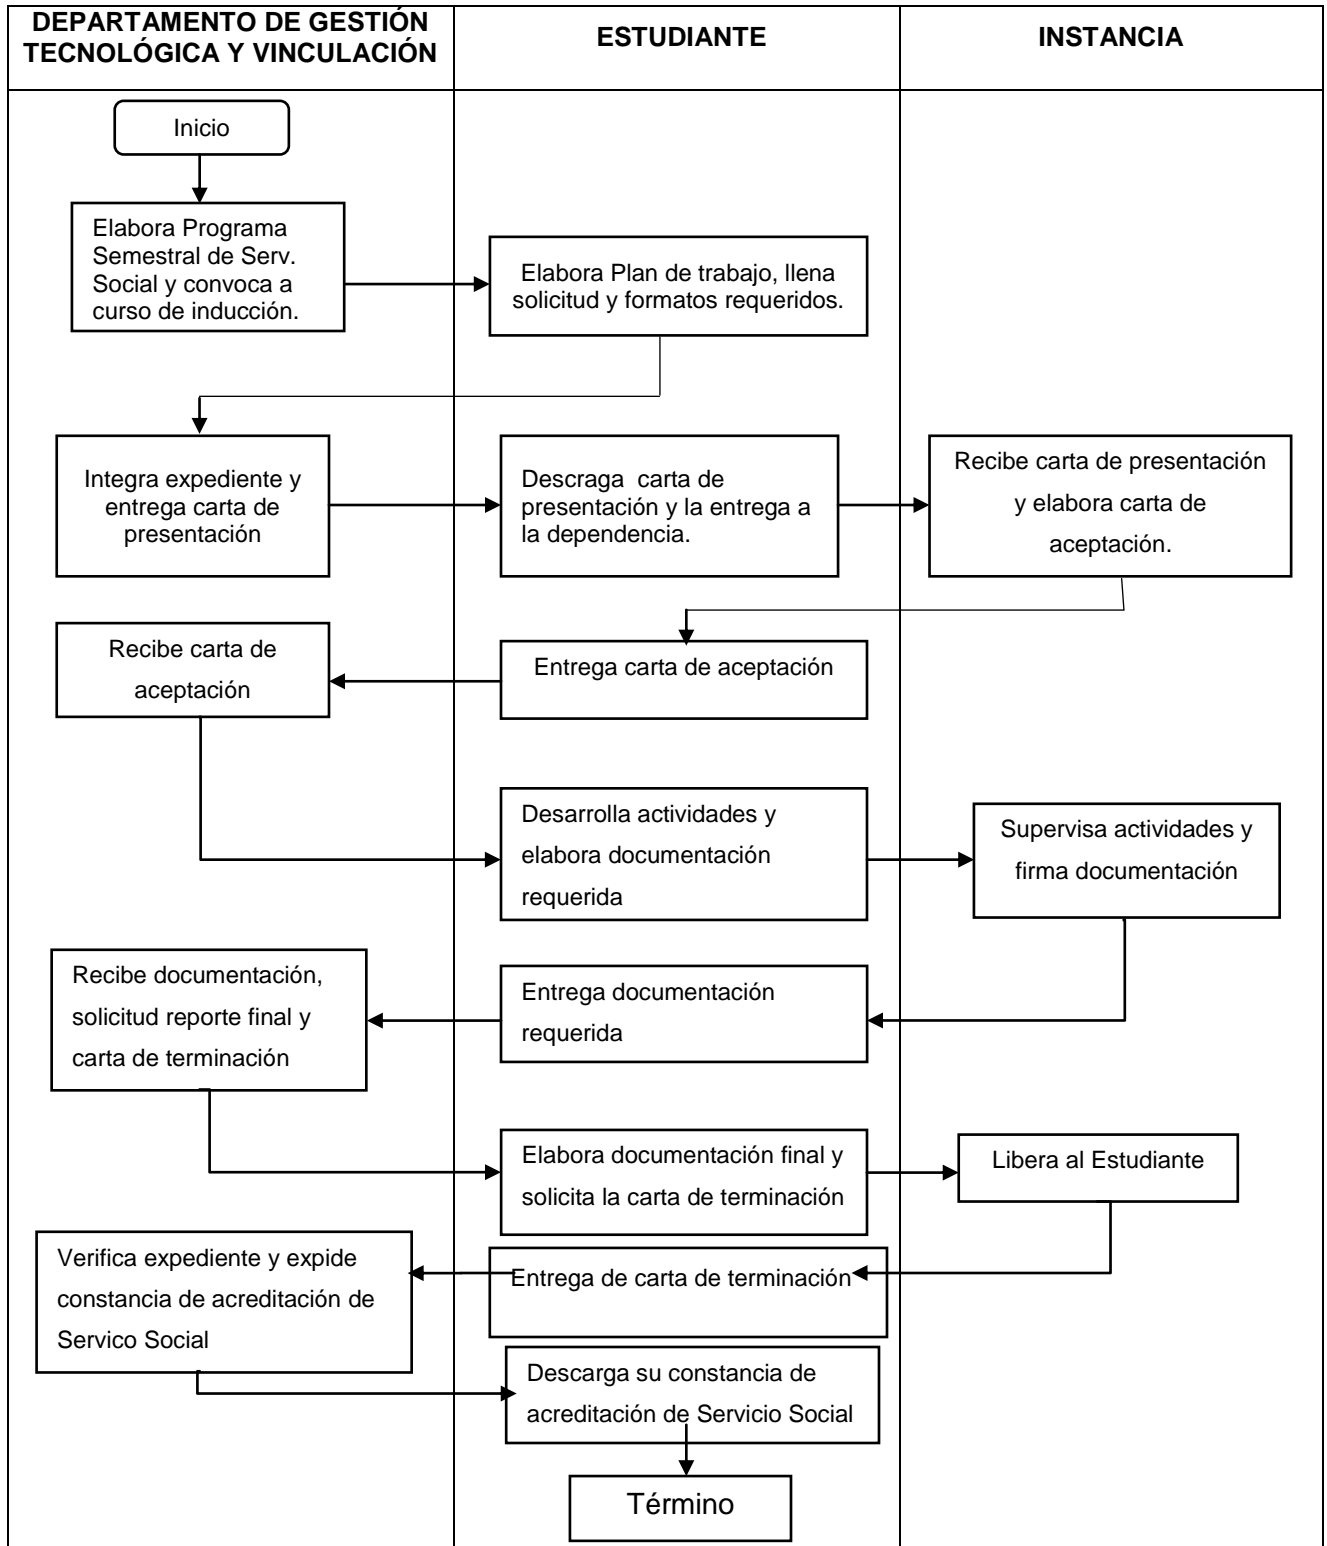 DEPARTAMENTO DE GESTIÓN
TECNOLÓGICA Y VINCULACIÓN
ESTUDIANTE
INSTANCIA
Inicio
Elabora Programa
Semestral de Serv.
Social y convoca a
curso de inducción.
Elabora Plan de trabajo, llena
solicitud y formatos requeridos.
Integra expediente y
entrega carta de
presentación
Descraga carta de
presentación y la entrega a
la dependencia.
Recibe carta de presentación
y elabora carta de
aceptación.
Recibe carta de
aceptación
Entrega carta de aceptación
Desarrolla actividades y
elabora documentación
requerida
Supervisa actividades y
firma documentación
Recibe documentación,
solicitud reporte final y
carta de terminación
Entrega documentación
requerida
Elabora documentación final y
solicita la carta de terminación
Libera al Estudiante
Verifica expediente y expide
constancia de acreditación de
Servico Social
Entrega de carta de terminación
Descarga su constancia de
acreditación de Servicio Social
Término